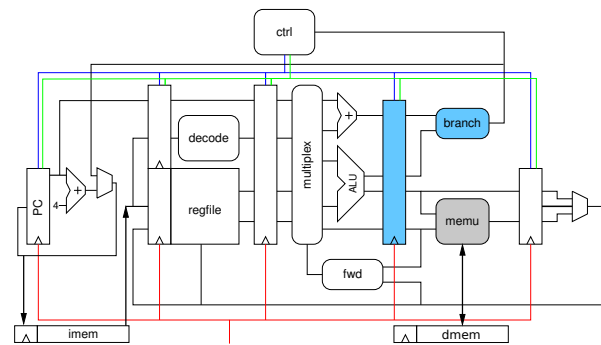 ctrl
decode
multiplex
+
branch
PC
+
4
regfile
ALU
memu
fwd
imem
dmem